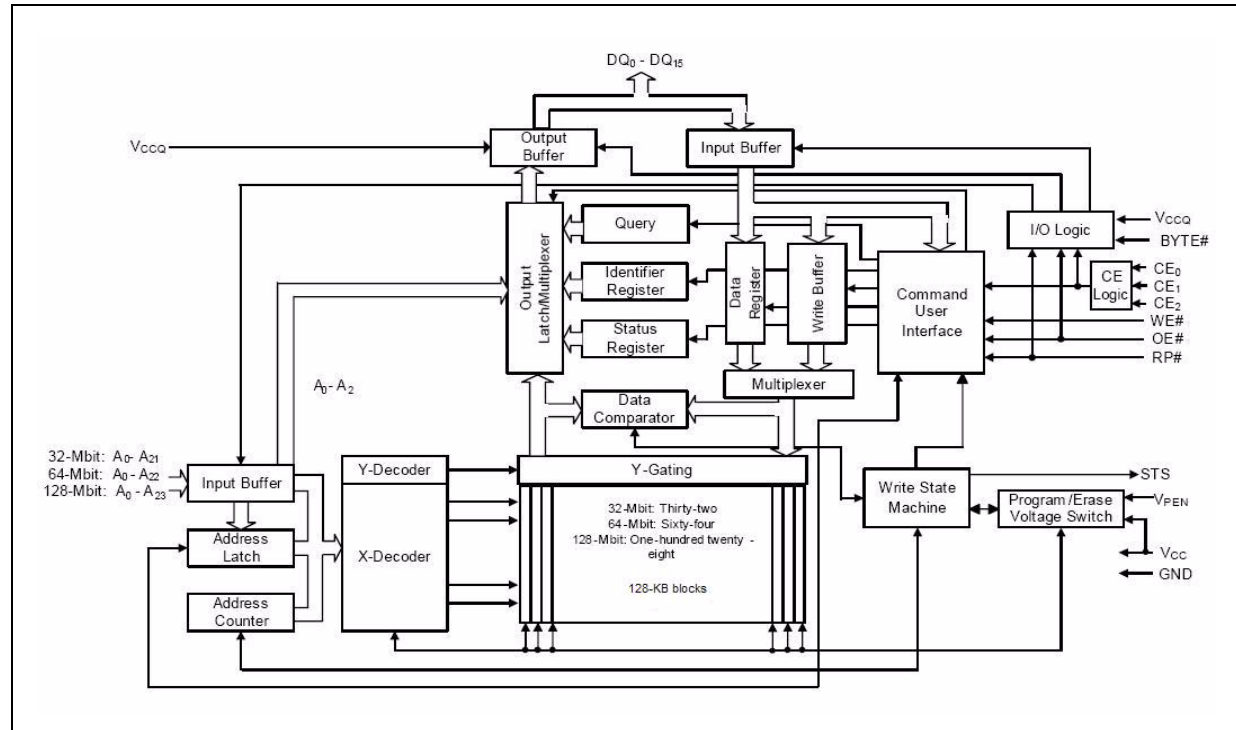 DQ0 - DQ15
Output
Buffer
Input Buffer
VCCQ
Output
Latch/Multiplexer
Query
Identifier
Register
Status
Register
Data
Register
Write Buffer
Command
User
Interface
I/O Logic
VCCQ
BYTE#
CE
Logic
CE0
CE1
CE2
WE#
OE#
RP#
Multiplexer
Data
Comparator
A0- A2
32-Mbit: A0- A21
64-Mbit: A0 - A22
128-Mbit: A0 - A23
Input Buffer
Address
Latch
Address
Counter
Y-Decoder
X-Decoder
Y-Gating
32-Mbit: Thirty-two
64-Mbit: Sixty-four
128-Mbit: One-hundred twenty -
eight
128-KB blocks
Write State
Machine
STS
Program /Erase
Voltage Switch
VPEN
VCC
GND